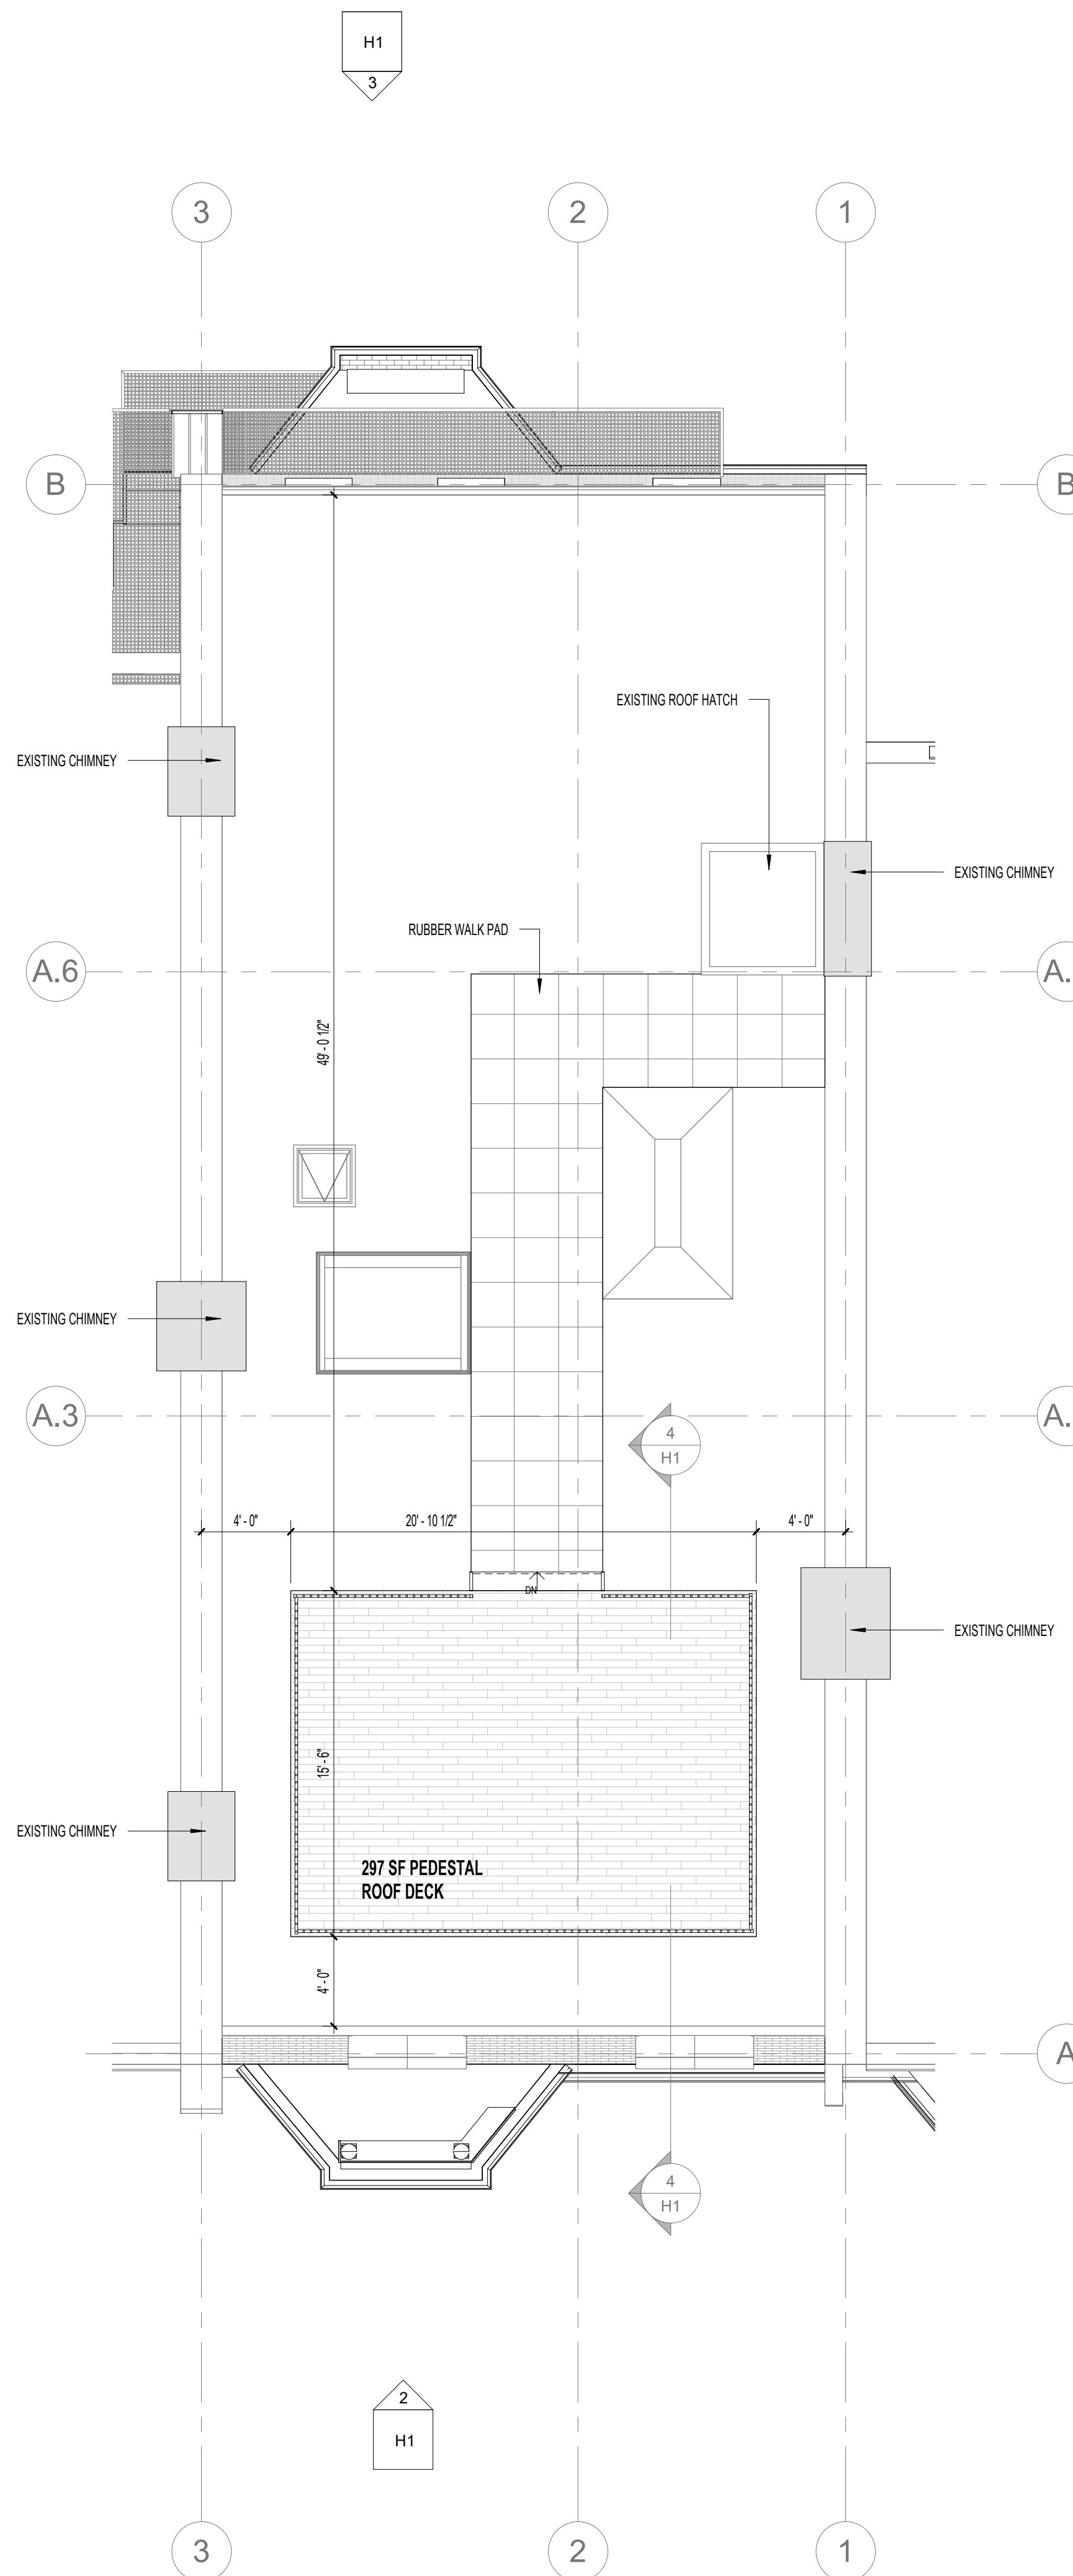 H1
3
3
2
1
B
B
EXISTING ROOF HATCH
EXISTING CHIMNEY
EXISTING CHIMNEY
RUBBER WALK PAD
A.6
A.
49' - 0 1/2"
EXISTING CHIMNEY
A.3
A.
4
H1
4' - 0"
20' - 10 1/2"
4' - 0"
DN
EXISTING CHIMNEY
15' - 6"
EXISTING CHIMNEY
297 SF PEDESTAL
ROOF DECK
4' - 0"
A
4
H1
2
H1
3
2
1